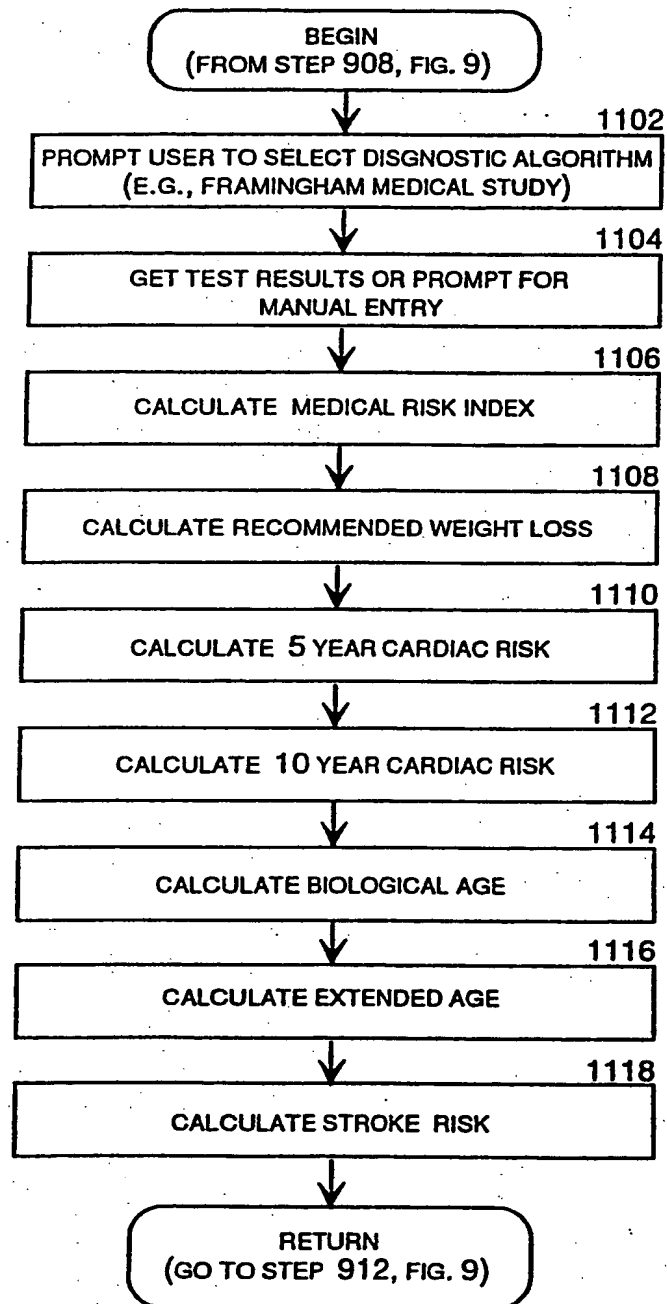 BEGIN
(FROM STEP 908, FIG. 9)
1102
PROMPT USER TO SELECT DISGNOSTIC ALGORITHM
(E.G., FRAMINGHAM MEDICAL STUDY)
1104
GET TEST RESULTS OR PROMPT FOR
MANUAL ENTRY
1106
CALCULATE MEDICAL RISK INDEX
1108
CALCULATE RECOMMENDED WEIGHT LOSS
1110
CALCULATE 5 YEAR CARDIAC RISK
1112
CALCULATE 10 YEAR CARDIAC RISK
1114
CALCULATE BIOLOGICAL AGE
1116
CALCULATE EXTENDED AGE
1118
CALCULATE STROKE RISK
RETURN
(GO TO STEP 912, FIG. 9)